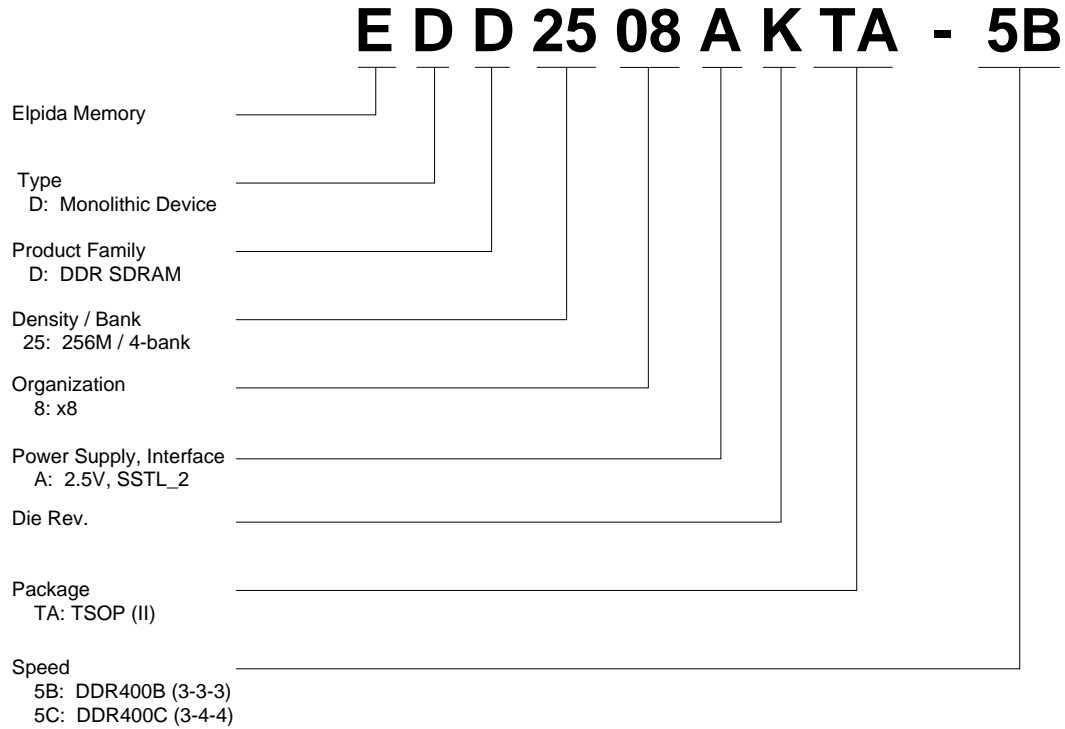 E D D 25 08 A K TA - 5B
Elpida Memory
Type
D: Monolithic Device
Product Family
D: DDR SDRAM
Density / Bank
25: 256M / 4-bank
Organization
8: x8
Power Supply, Interface
A: 2.5V, SSTL_2
Die Rev.
Package
TA: TSOP (II)
Speed
5B: DDR400B (3-3-3)
5C: DDR400C (3-4-4)